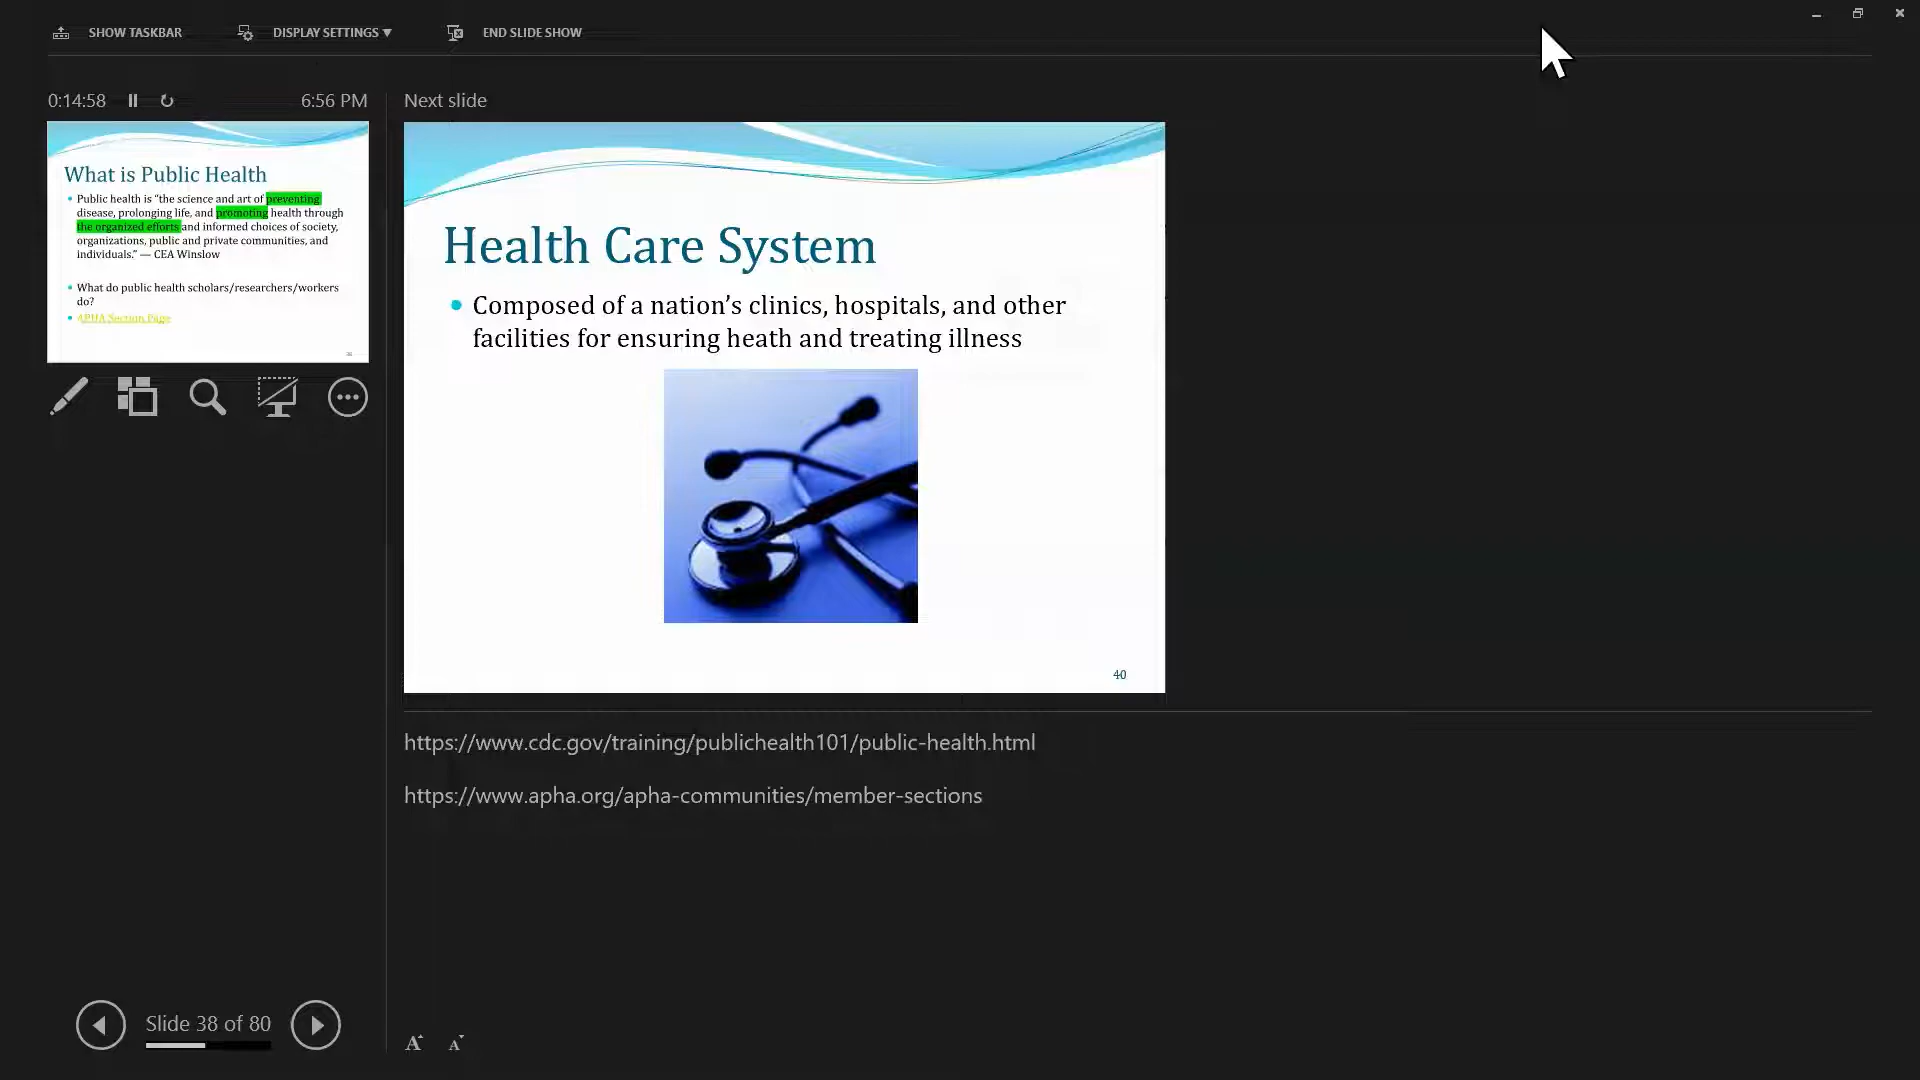 SHOW TASKBAR
DISPLAY SETTINGS ▼
END SLIDE SHOW
0:14:58
6:56 PM
Next slide
What is Public Health
• Public health is “the science and art of preventing
disease, prolonging life, and promoting health through
the organized efforts and informed choices of society,
organizations, public and private communities, and
individuals.” — CEA Winslow
• What do public health scholars/researchers/workers
do?
• APHA Section Page
Health Care System
• Composed of a nation’s clinics, hospitals, and other
facilities for ensuring heath and treating illness
40
https://www.cdc.gov/training/publichealth101/public-health.html
https://www.apha.org/apha-communities/member-sections
Slide 38 of 80
A A